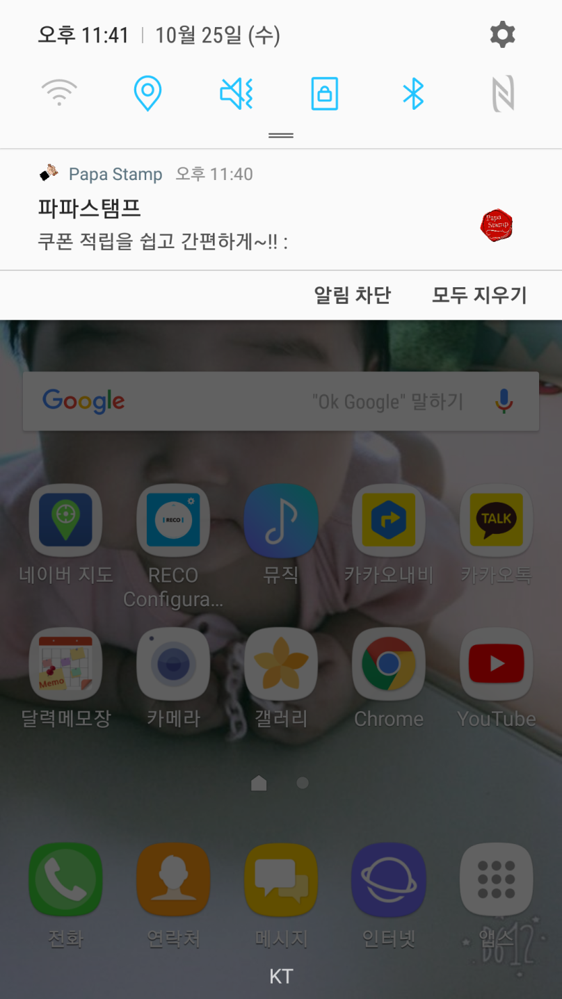 오후 11:41 | 10월 25일 (수)
Papa Stamp 오후 11:40
파파스탬프
쿠폰 적립을 쉽고 간편하게~!! :
Papa Stamp
알림 차단 모두 지우기
Google "Ok Google" 말하기
RECO
TALK
네이버 지도 RECO Configura... 뮤직 카카오내비 카카오톡
Memo
달력메모장 카메라 갤러리 Chrome YouTube
전화 연락처 메시지 인터넷 앱스
B612
KT